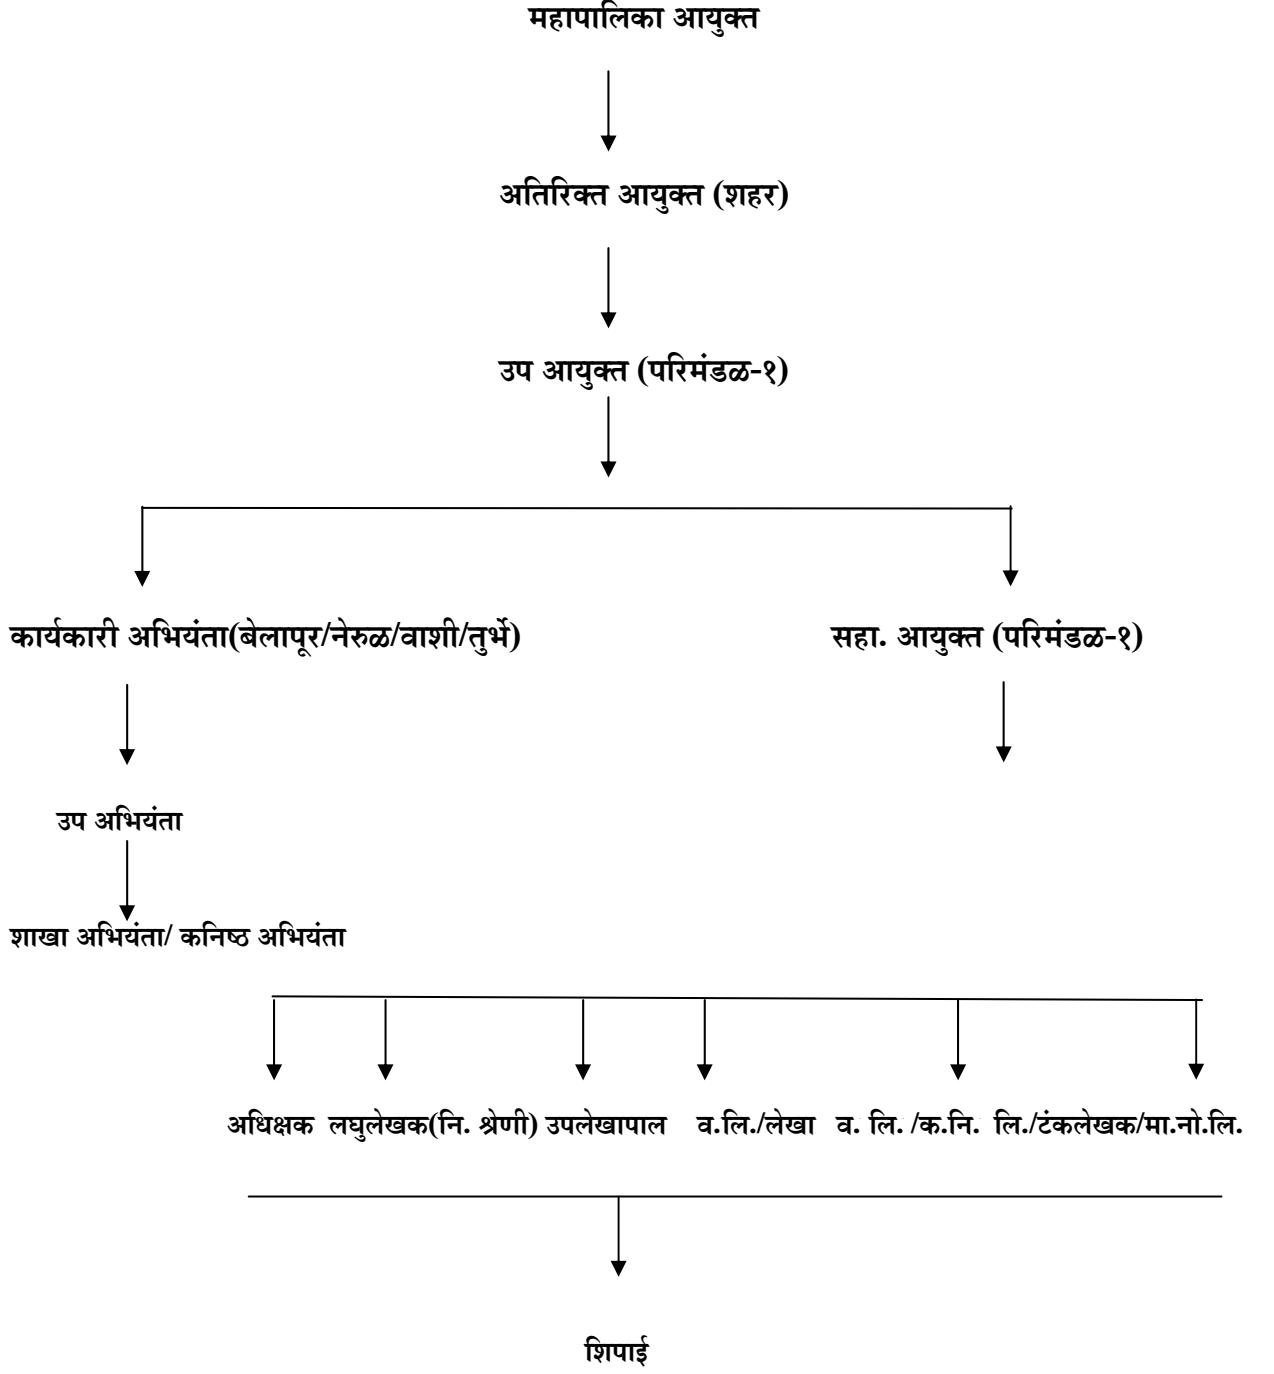 महापालिका आयुक्त
अतिरिक्त आयुक्त (शहर)
उप आयुक्त (परिमंडळ-१)
कार्यकारी अभियंता(बेलापूर/नेरुळ/वाशी/तुर्भे) सहा. आयुक्त (परिमंडळ-१)
उप अभियंता
शाखा अभियंता/ कनिष्ठ अभियंता
अधिक्षक लघुलेखक(नि. श्रेणी) उपलेखापाल व.लि./लेखा व. लि. /क.नि. लि./टंकलेखक/मा.नो.लि.
शिपाई